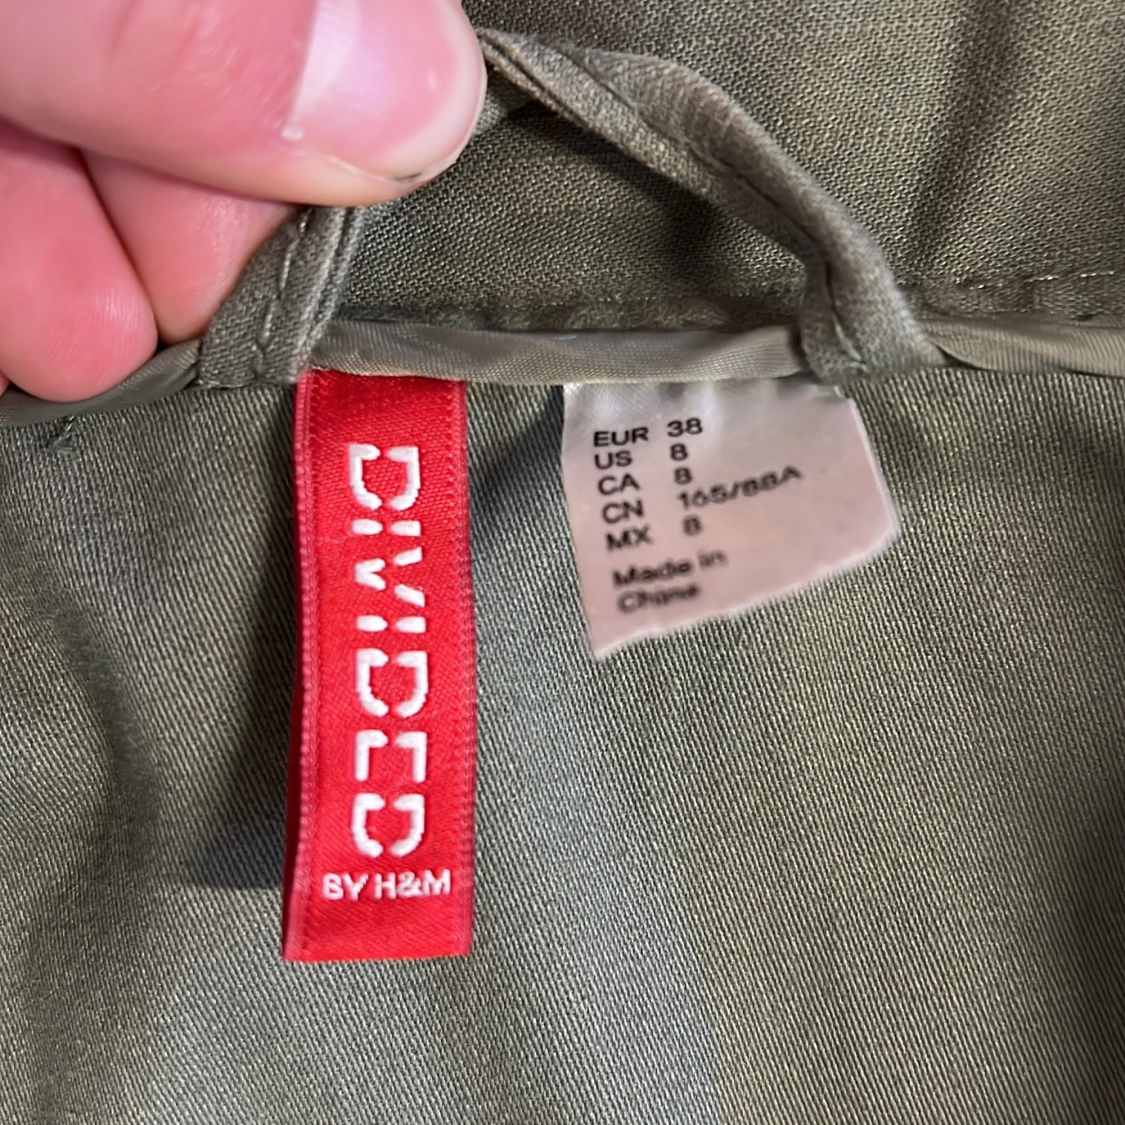 DIVIDED
BY H&M
EUR 38
US 8
CA 8
CN 165/88A
MX 8
Made in
China